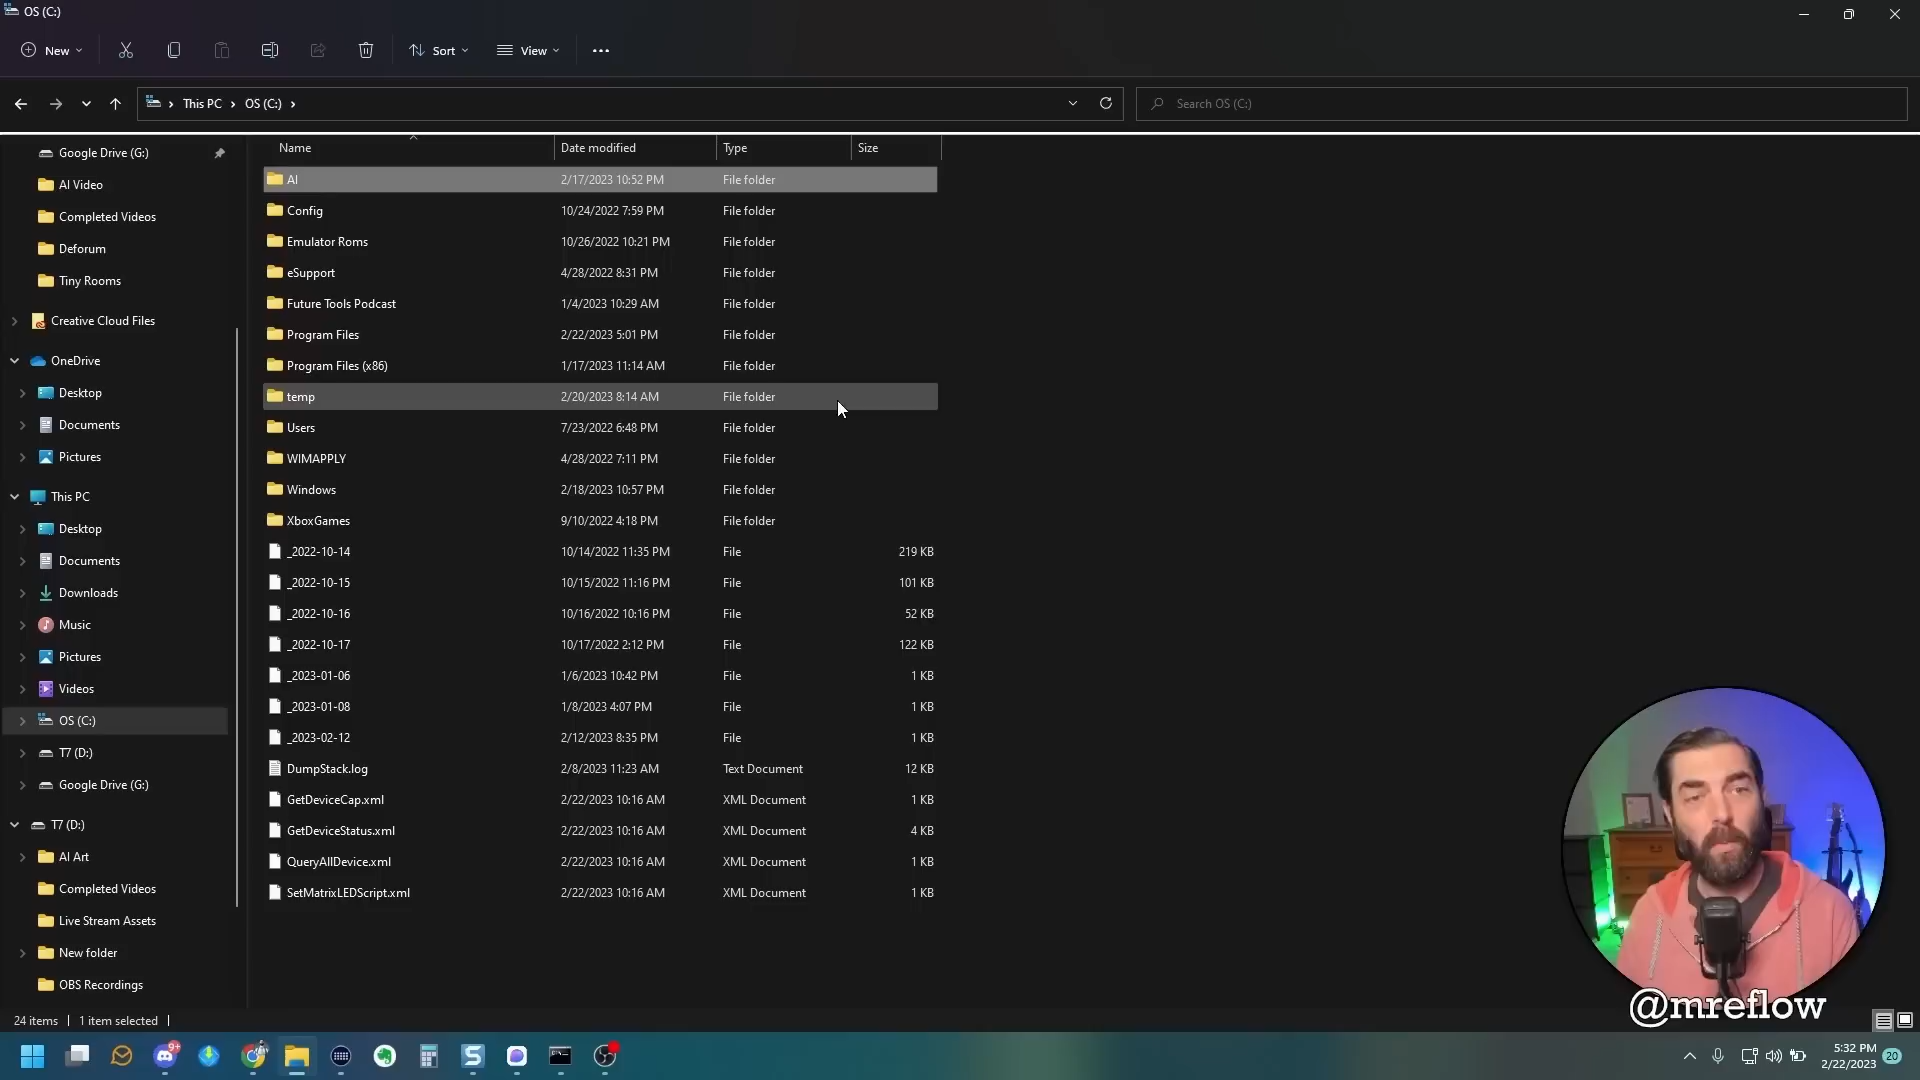 OS (C:)
New
Sort
View
This PC
OS (C:)
Search OS (C:)
Google Drive (G:)
AI Video
Completed Videos
Deforum
Tiny Rooms
Creative Cloud Files
OneDrive
Desktop
Documents
Pictures
This PC
Desktop
Documents
Downloads
Music
Pictures
Videos
OS (C:)
T7 (D:)
Google Drive (G:)
T7 (D:)
AI Art
Completed Videos
Live Stream Assets
New folder
OBS Recordings
Name Date modified Type Size
AI 2/17/2023 10:52 PM File folder
Config 10/24/2022 7:59 PM File folder
Emulator Roms 10/26/2022 10:21 PM File folder
eSupport 4/28/2022 8:31 PM File folder
Future Tools Podcast 1/4/2023 10:29 AM File folder
Program Files 2/22/2023 5:01 PM File folder
Program Files (x86) 1/17/2023 11:14 AM File folder
temp 2/20/2023 8:14 AM File folder
Users 7/23/2022 6:48 PM File folder
WIMAPPLY 4/28/2022 7:11 PM File folder
Windows 2/18/2023 10:57 PM File folder
XboxGames 9/10/2022 4:18 PM File folder
_2022-10-14 10/14/2022 11:35 PM File 219 KB
_2022-10-15 10/15/2022 11:16 PM File 101 KB
_2022-10-16 10/16/2022 10:16 PM File 52 KB
_2022-10-17 10/17/2022 2:12 PM File 122 KB
_2023-01-06 1/6/2023 10:42 PM File 1 KB
_2023-01-08 1/8/2023 4:07 PM File 1 KB
_2023-02-12 2/12/2023 8:35 PM File 1 KB
DumpStack.log 2/8/2023 11:23 AM Text Document 12 KB
GetDeviceCap.xml 2/22/2023 10:16 AM XML Document 1 KB
GetDeviceStatus.xml 2/22/2023 10:16 AM XML Document 4 KB
QueryAllDevice.xml 2/22/2023 10:16 AM XML Document 1 KB
SetMatrixLEDScript.xml 2/22/2023 10:16 AM XML Document 1 KB
@mreflow
24 items 1 item selected
9+
S
5:32 PM
2/22/2023
20